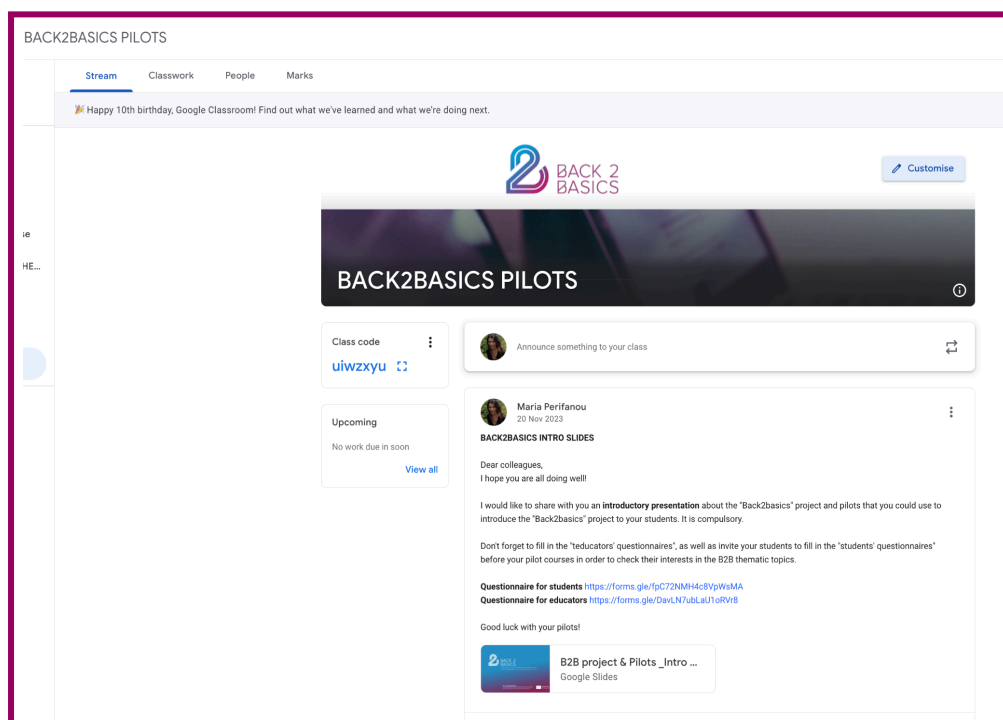 BACK2BASICS PILOTS
Stream Classwork People Marks
🎉 Happy 10th birthday, Google Classroom! Find out what we've learned and what we're doing next.
BACK 2
BASICS
Customise
se
HE...
BACK2BASICS PILOTS
Class code
uiwzxyu
Announce something to your class
Upcoming
No work due in soon
View all
Maria Perifanou
20 Nov 2023
BACK2BASICS INTRO SLIDES
Dear colleagues,
I hope you are all doing well!
I would like to share with you an introductory presentation about the "Back2basics" project and pilots that you could use to
introduce the "Back2basics" project to your students. It is compulsory.
Don't forget to fill in the "teducators' questionnaires", as well as invite your students to fill in the "students' questionnaires"
before your pilot courses in order to check their interests in the B2B thematic topics.
Questionnaire for students https://forms.gle/fpC72NMH4c8VpWsMA
Questionnaire for educators https://forms.gle/DavLN7ubLaU1oRVr8
Good luck with your pilots!
BACK 2
BASICS
B2B project & Pilots _Intro ...
Google Slides